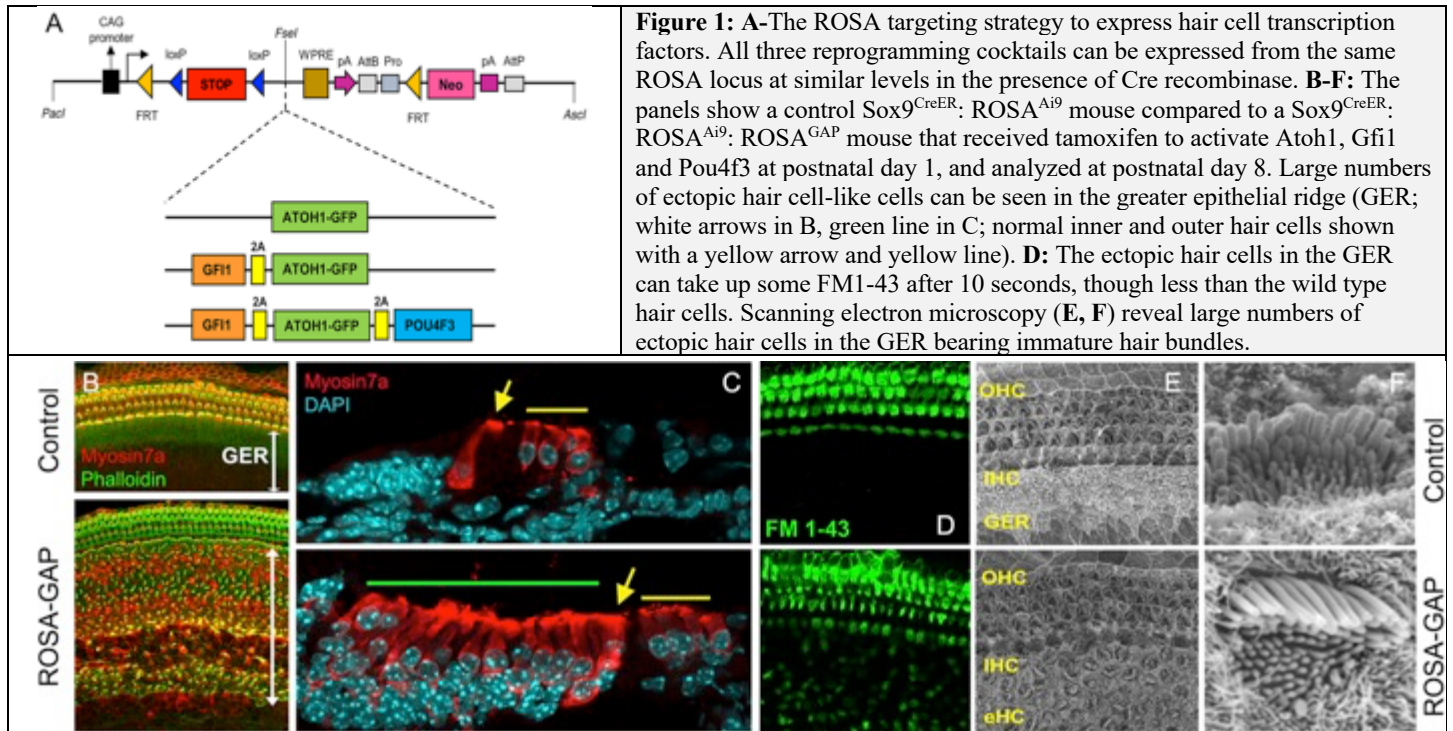 A
CAG
promoter
loxP
STOP
loxP
FseI
WPRE
pA
AttB
Pro
Neo
pA
AttP
PacI
FRT
FRT
AscI
ATOH1-GFP
2A
GFI1
ATOH1-GFP
2A
2A
GFI1
ATOH1-GFP
POU4F3
Figure 1: A-The ROSA targeting strategy to express hair cell transcription
factors. All three reprogramming cocktails can be expressed from the same
ROSA locus at similar levels in the presence of Cre recombinase. B-F: The
panels show a control Sox9CreER: ROSAAi9 mouse compared to a Sox9CreER:
ROSAAi9: ROSAGAP mouse that received tamoxifen to activate Atoh1, Gfi1
and Pou4f3 at postnatal day 1, and analyzed at postnatal day 8. Large numbers
of ectopic hair cell-like cells can be seen in the greater epithelial ridge (GER;
white arrows in B, green line in C; normal inner and outer hair cells shown
with a yellow arrow and yellow line). D: The ectopic hair cells in the GER
can take up some FM1-43 after 10 seconds, though less than the wild type
hair cells. Scanning electron microscopy (E, F) reveal large numbers of
ectopic hair cells in the GER bearing immature hair bundles.
Control
B
Myosin7a
Phalloidin
GER
Myosin7a
DAPI
C
FM 1-43
D
E
OHC
IHC
GER
F
Control
ROSA-GAP
OHC
IHC
eHC
ROSA-GAP